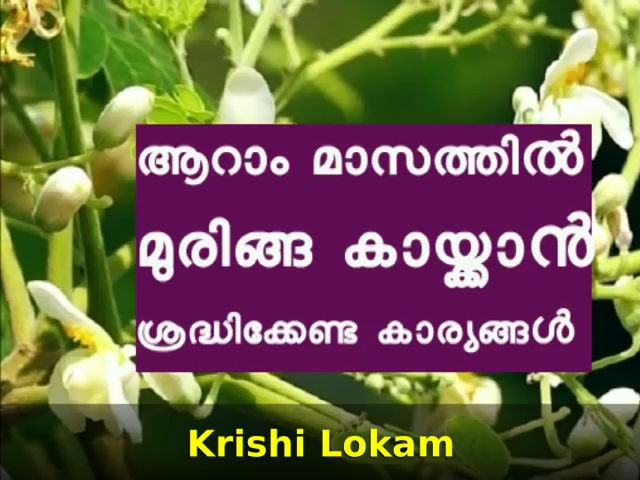 ആറാം മാസത്തിൽ
മുരിങ്ങ കായ്ക്കാൻ
ശ്രദ്ധിക്കേണ്ട കാര്യങ്ങൾ
Krishi Lokam